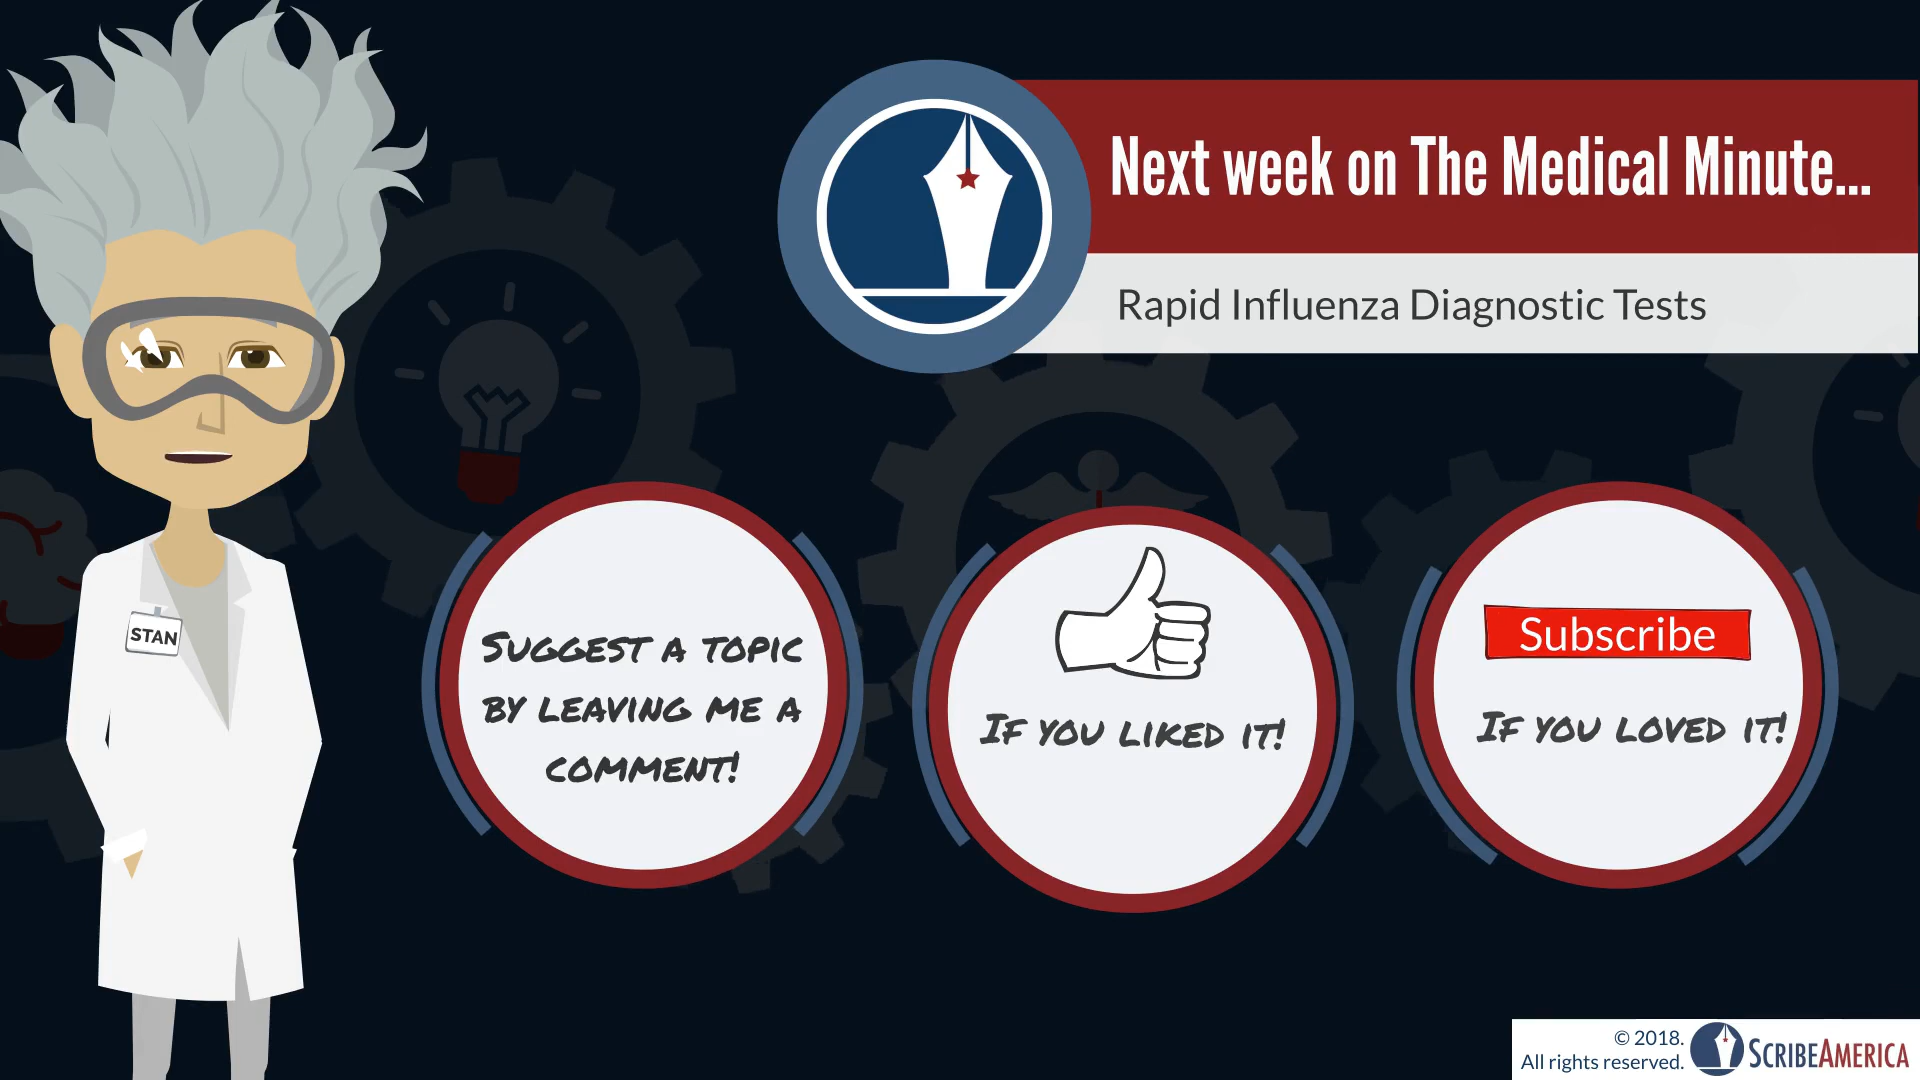 Next week on The Medical Minute...
Rapid Influenza Diagnostic Tests
STAN
Suggest a topic
by leaving me a
comment!
If you liked it!
Subscribe
If you loved it!
© 2018.
All rights reserved.
ScribeAmerica